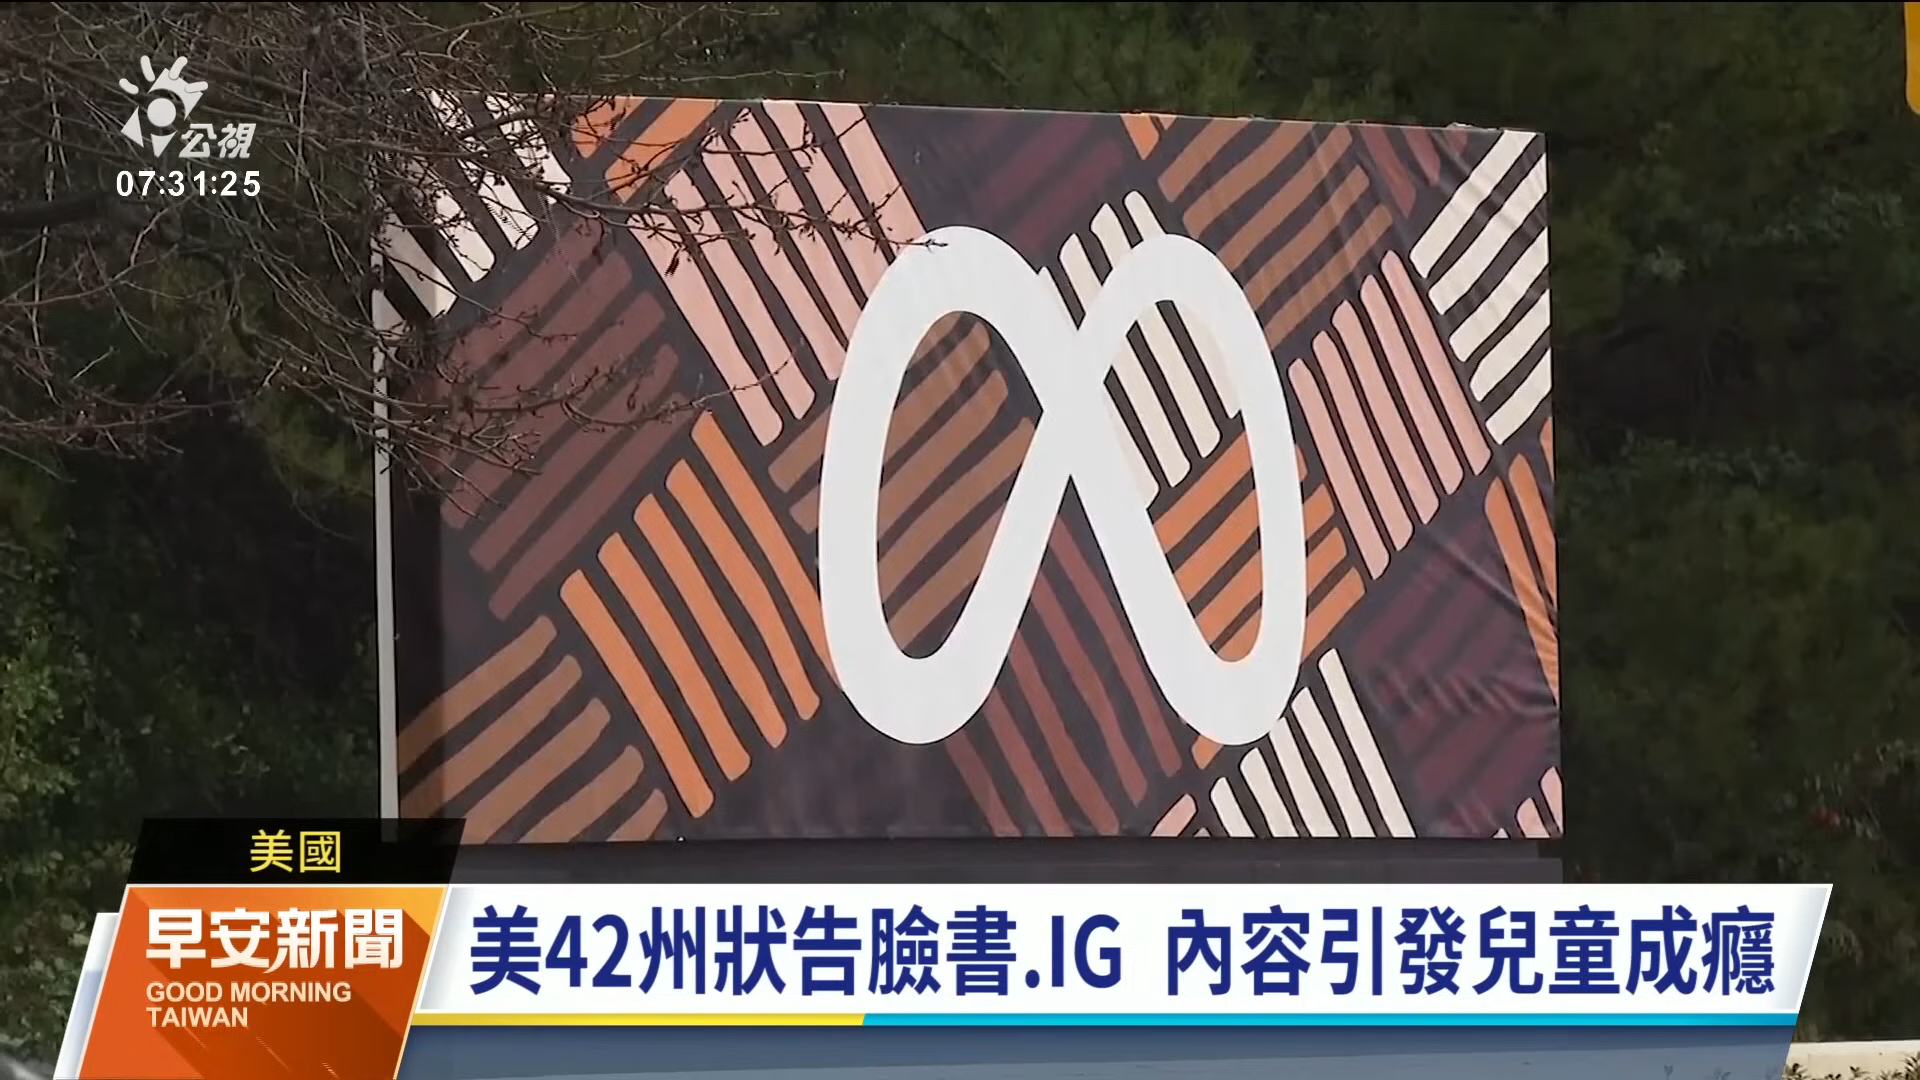 公視
07:31:25
美國
早安新聞
GOOD MORNING
TAIWAN
美42州狀告臉書.IG 內容引發兒童成癮